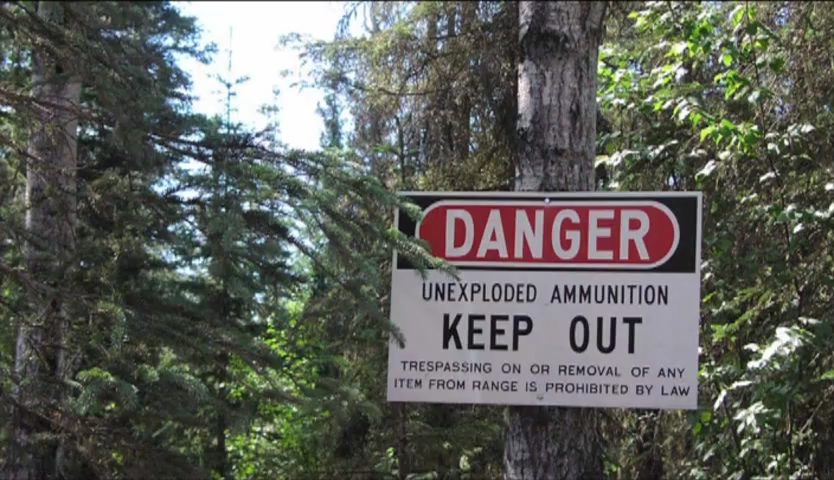 DANGER
UNEXPLODED AMMUNITION
KEEP OUT
TRESPASSING ON OR REMOVAL OF ANY
ITEM FROM RANGE IS PROHIBITED BY LAW